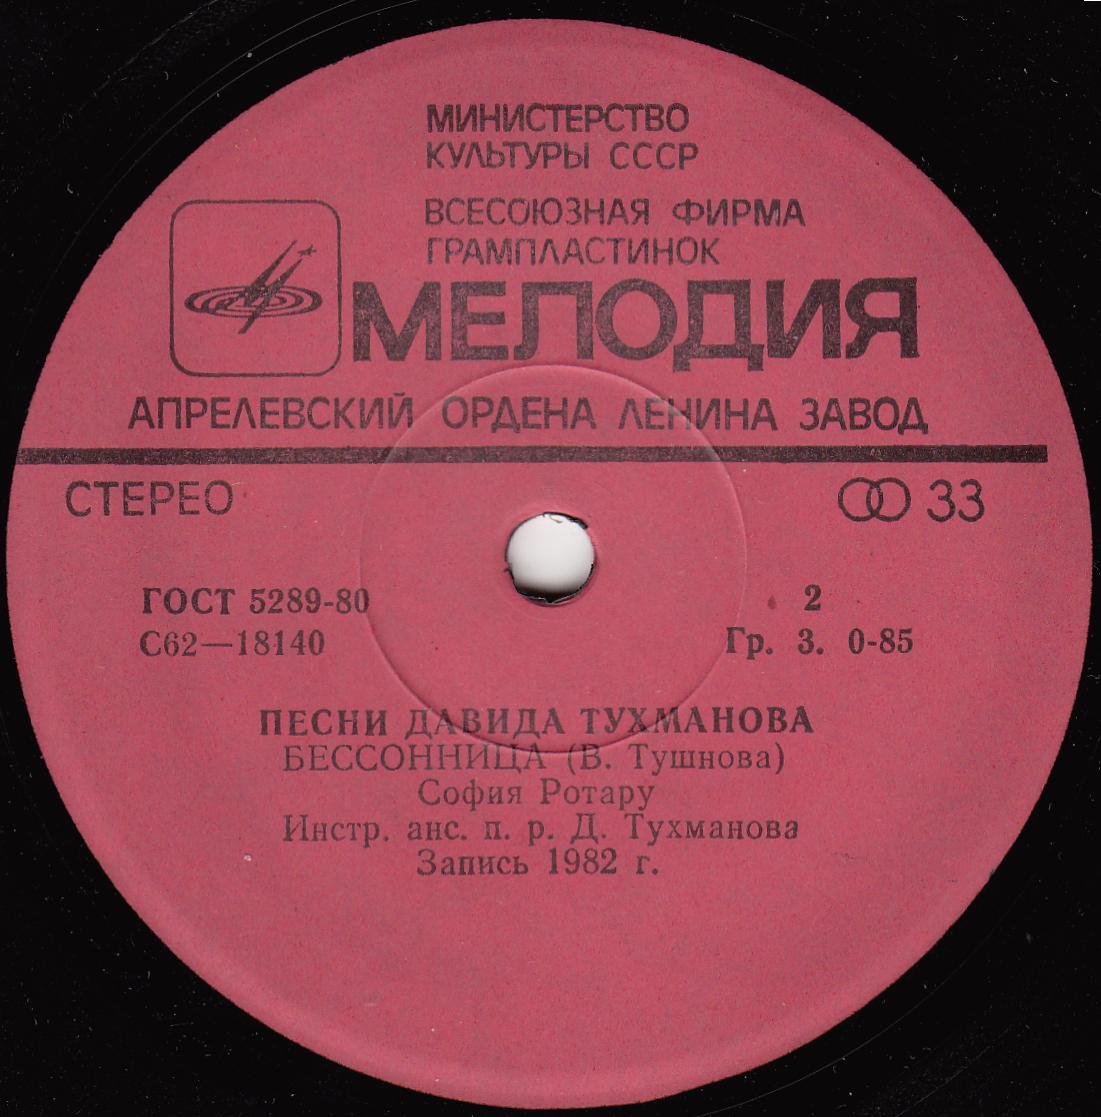 МИНИСТЕРСТВО
КУЛЬТУРЫ СССР
ВСЕСОЮЗНАЯ ФИРМА
ГРАМПЛАСТИНОК
МЕЛОДИЯ
АПРЕЛЕВСКИЙ ОРДЕНА ЛЕНИНА ЗАВОД
СТЕРЕО 33
ГОСТ 5289-80 2
С62—18140 Гр. 3. 0-85
ПЕСНИ ДАВИДА ТУХМАНОВА
БЕССОННИЦА (В. Тушнова)
София Ротару
Инстр. анс. п. р. Д. Тухманова
Запись 1982 г.